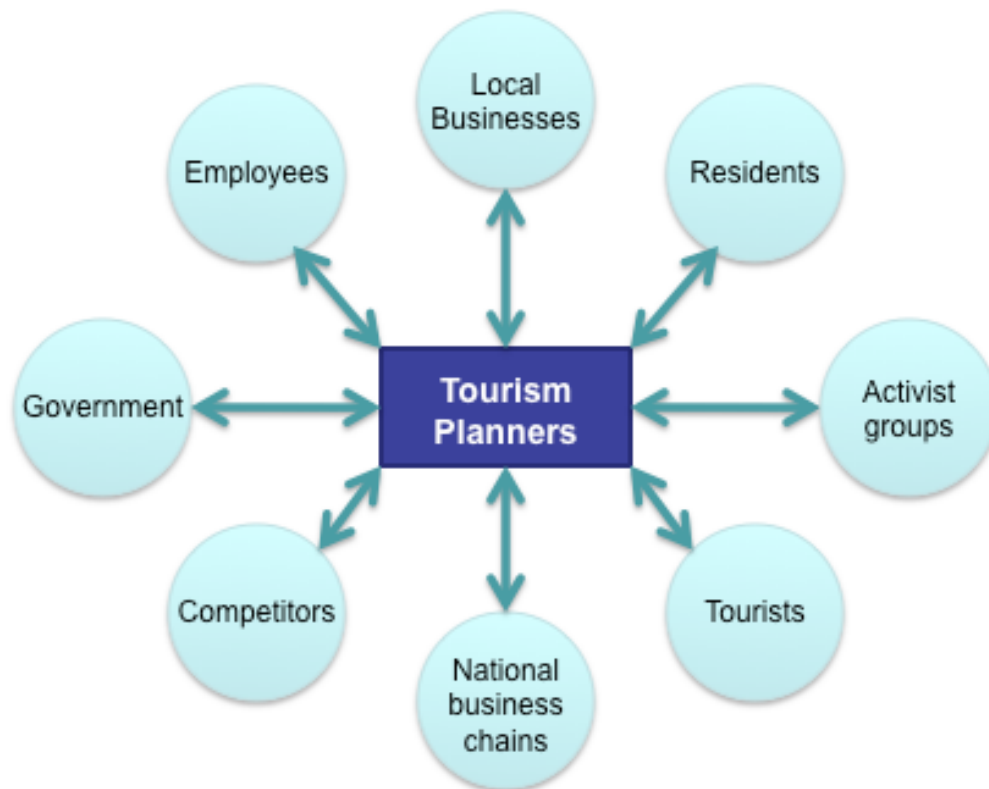 Local
Businesses
Employees
Residents
Government
Tourism
Planners
Activist
groups
Competitors
Tourists
National
business
chains